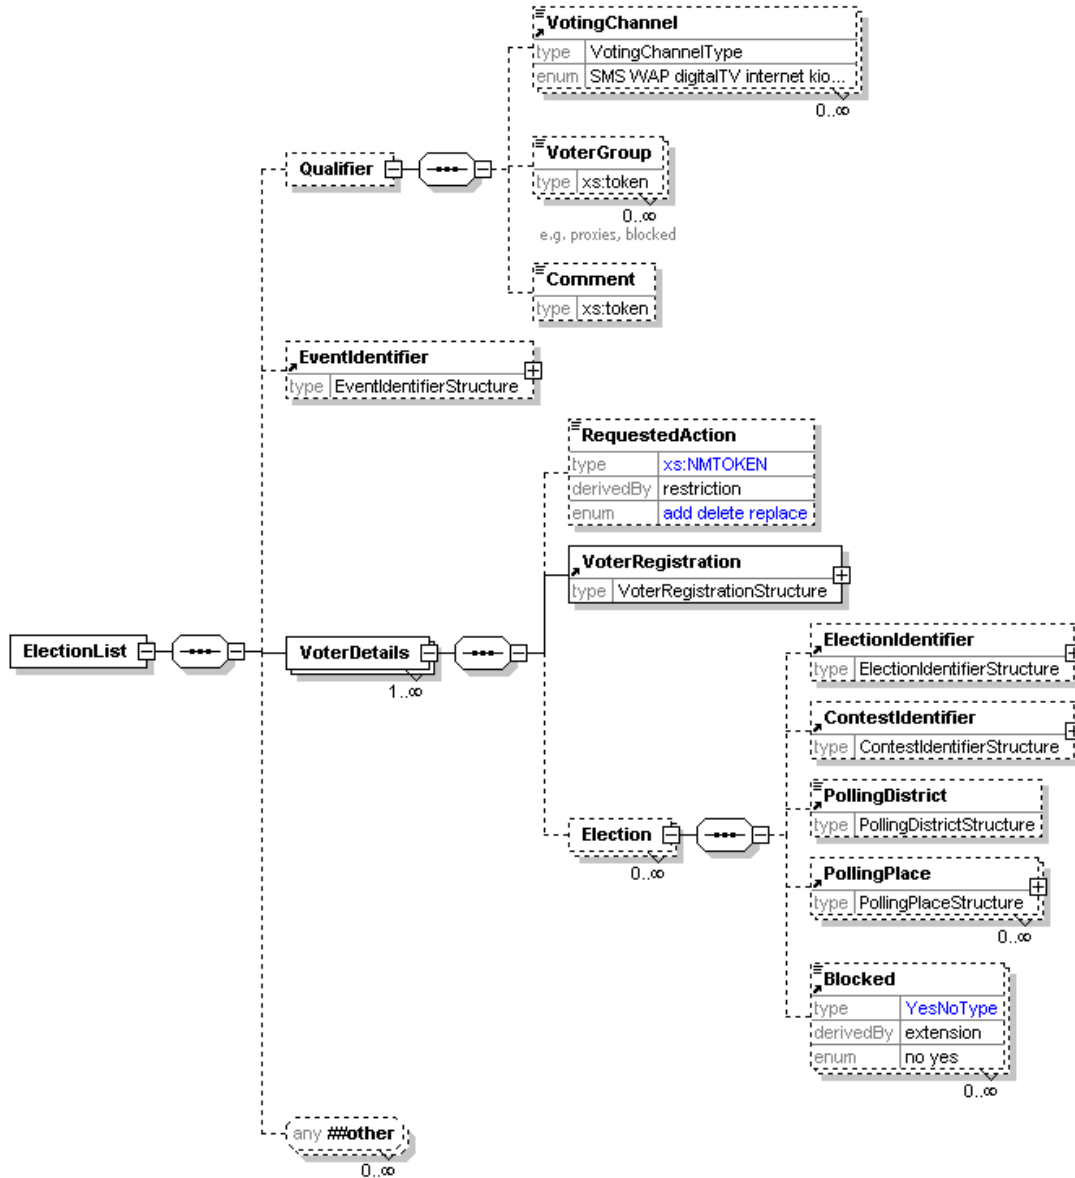 VotingChannel
type VotingChannelType
enum SMS WAP digitalTV internet kio...
0..∞
Qualifier
VoterGroup
type xs:token
0..∞
e.g. proxies, blocked
Comment
type xs:token
EventIdentifier
type EventIdentifierStructure
RequestedAction
type xs:NMTOKEN
derivedBy restriction
enum add delete replace
VoterRegistration
type VoterRegistrationStructure
ElectionList
VoterDetails
1..∞
ElectionIdentifier
type ElectionIdentifierStructure
ContestIdentifier
type ContestIdentifierStructure
PollingDistrict
type PollingDistrictStructure
Election
0..∞
PollingPlace
type PollingPlaceStructure
0..∞
Blocked
type YesNoType
derivedBy extension
enum no yes
0..∞
any ##other
0..∞